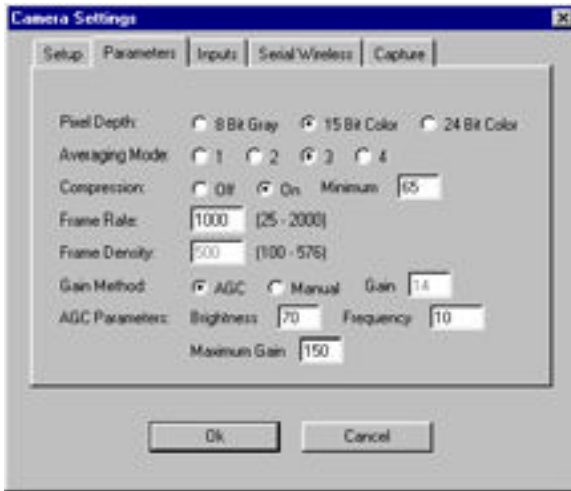 Camera Settings
Setup Parameters Inputs Serial Wireless Capture
Pixel Depth: 8 Bit Gray 15 Bit Color 24 Bit Color
Averaging Mode: 1 2 3 4
Compression: Off On Minimum 65
Frame Rate: 1000 (25 - 2000)
Frame Density: 500 (100 - 576)
Gain Method: AGC Manual Gain 14
AGC Parameters: Brightness 70 Frequency 10
Maximum Gain 150
Ok Cancel